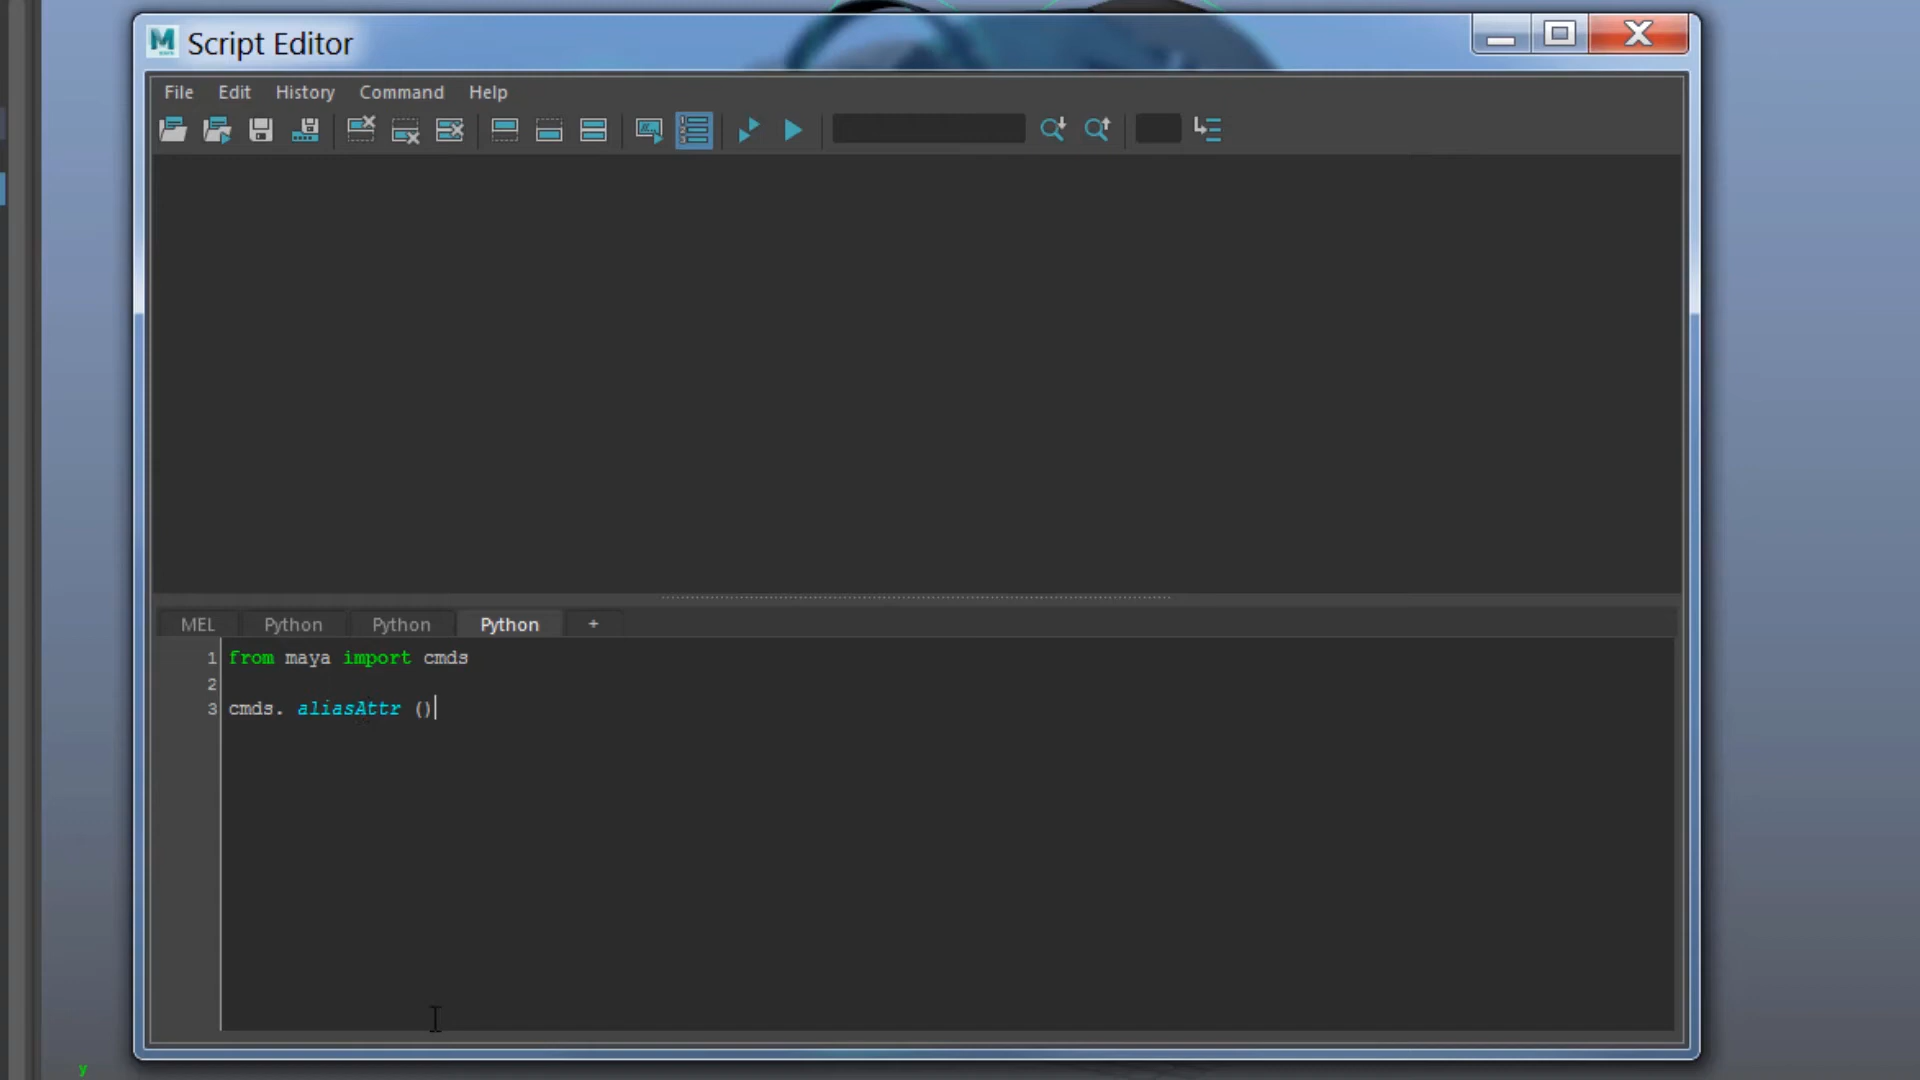 Script Editor
File Edit History Command Help
MEL Python Python Python +
1 from maya import cmds
2
3 cmds. aliasAttr ()
y